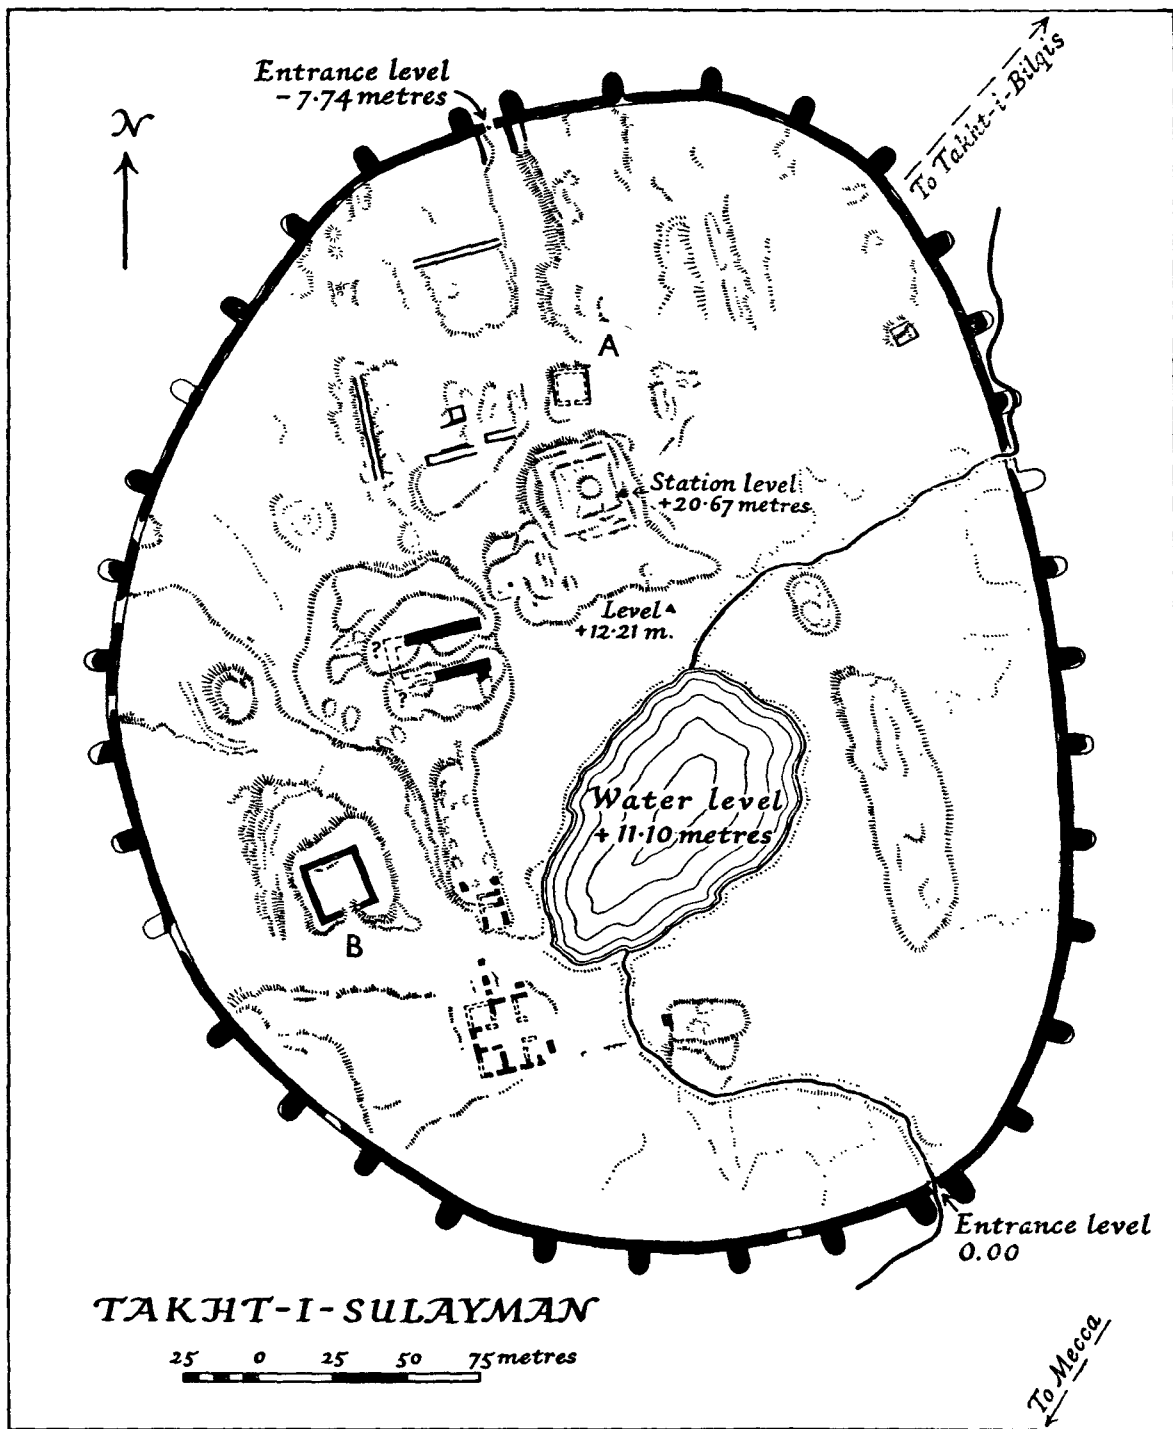 Entrance level
- 7·74 metres
To Takht-i-Bilqis
N
A
Station level
+20·67 metres
Level
+12·21 m.
?
?
Water level
+ 11·10 metres
B
Entrance level
0.00
TAKHT-I-SULAYMAN
25 0 25 50 75 metres
To Mecca